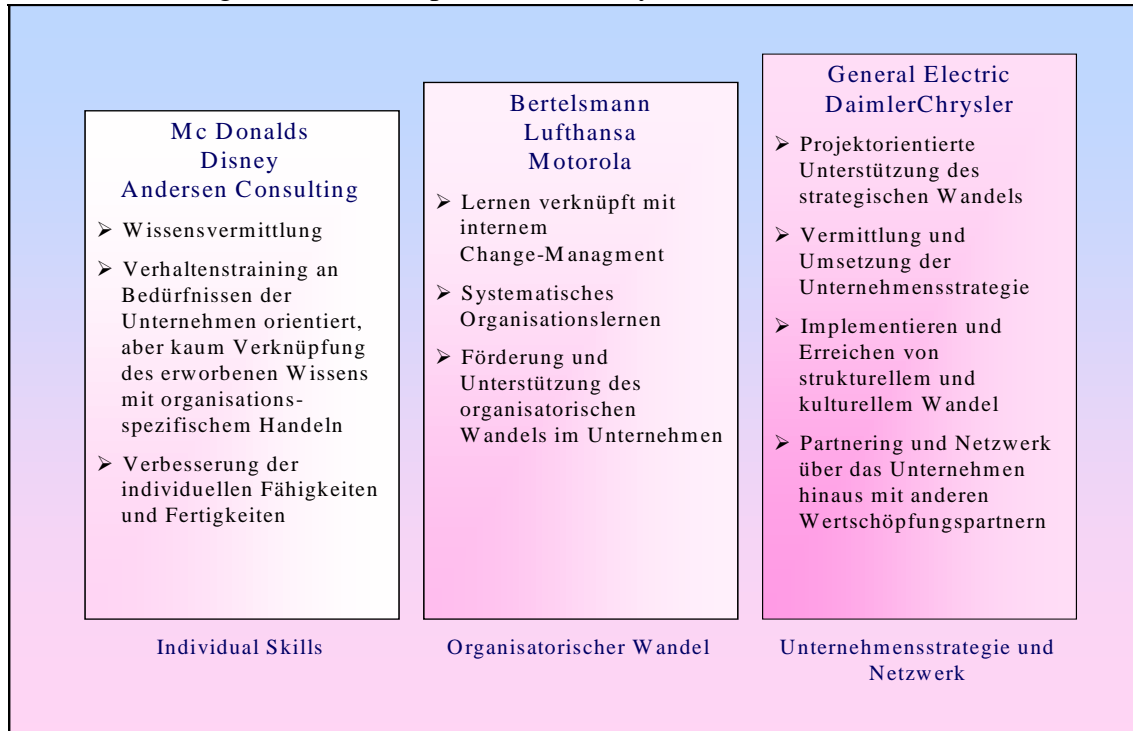 Mc Donalds
Disney
Andersen Consulting
➢ Wissensvermittlung
➢ Verhaltenstraining an
Bedürfnissen der
Unternehmen orientiert,
aber kaum Verknüpfung
des erworbenen Wissens
mit organisations-
spezifischem Handeln
➢ Verbesserung der
individuellen Fähigkeiten
und Fertigkeiten
Individual Skills
Bertelsmann
Lufthansa
Motorola
➢ Lernen verknüpft mit
internem
Change-Managment
➢ Systematisches
Organisationslernen
➢ Förderung und
Unterstützung des
organisatorischen
Wandels im Unternehmen
Organisatorischer Wandel
General Electric
DaimlerChrysler
➢ Projektorientierte
Unterstützung des
strategischen Wandels
➢ Vermittlung und
Umsetzung der
Unternehmensstrategie
➢ Implementieren und
Erreichen von
strukturellem und
kulturellem Wandel
➢ Partnering und Netzwerk
über das Unternehmen
hinaus mit anderen
Wertschöpfungspartnern
Unternehmensstrategie und
Netzwerk